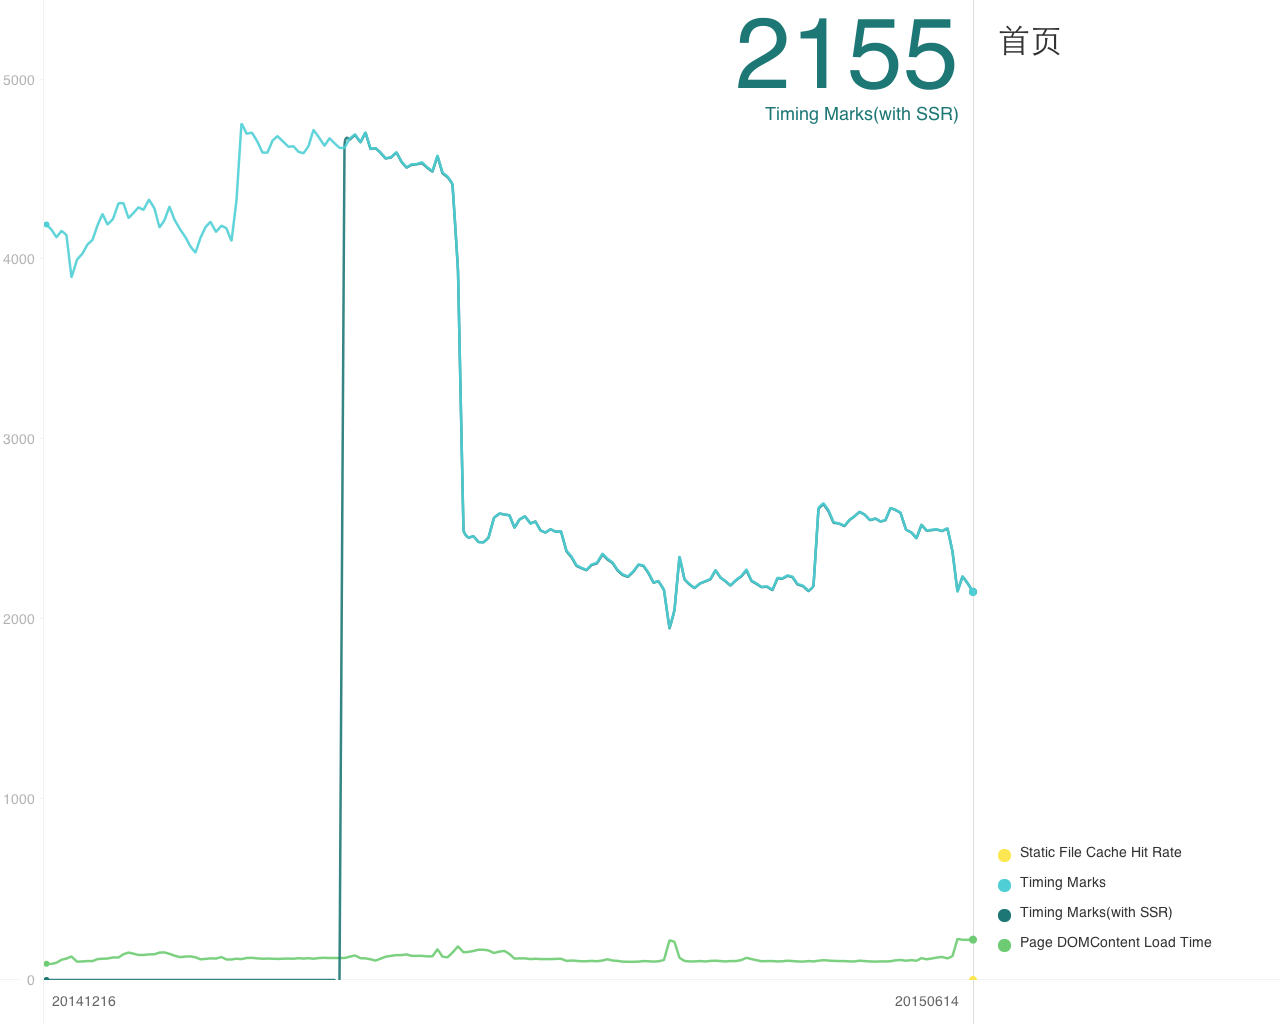 2155
Timing Marks(with SSR)
首页
5000
4000
3000
2000
1000
0
Static File Cache Hit Rate
Timing Marks
Timing Marks(with SSR)
Page DOMContent Load Time
20141216
20150614